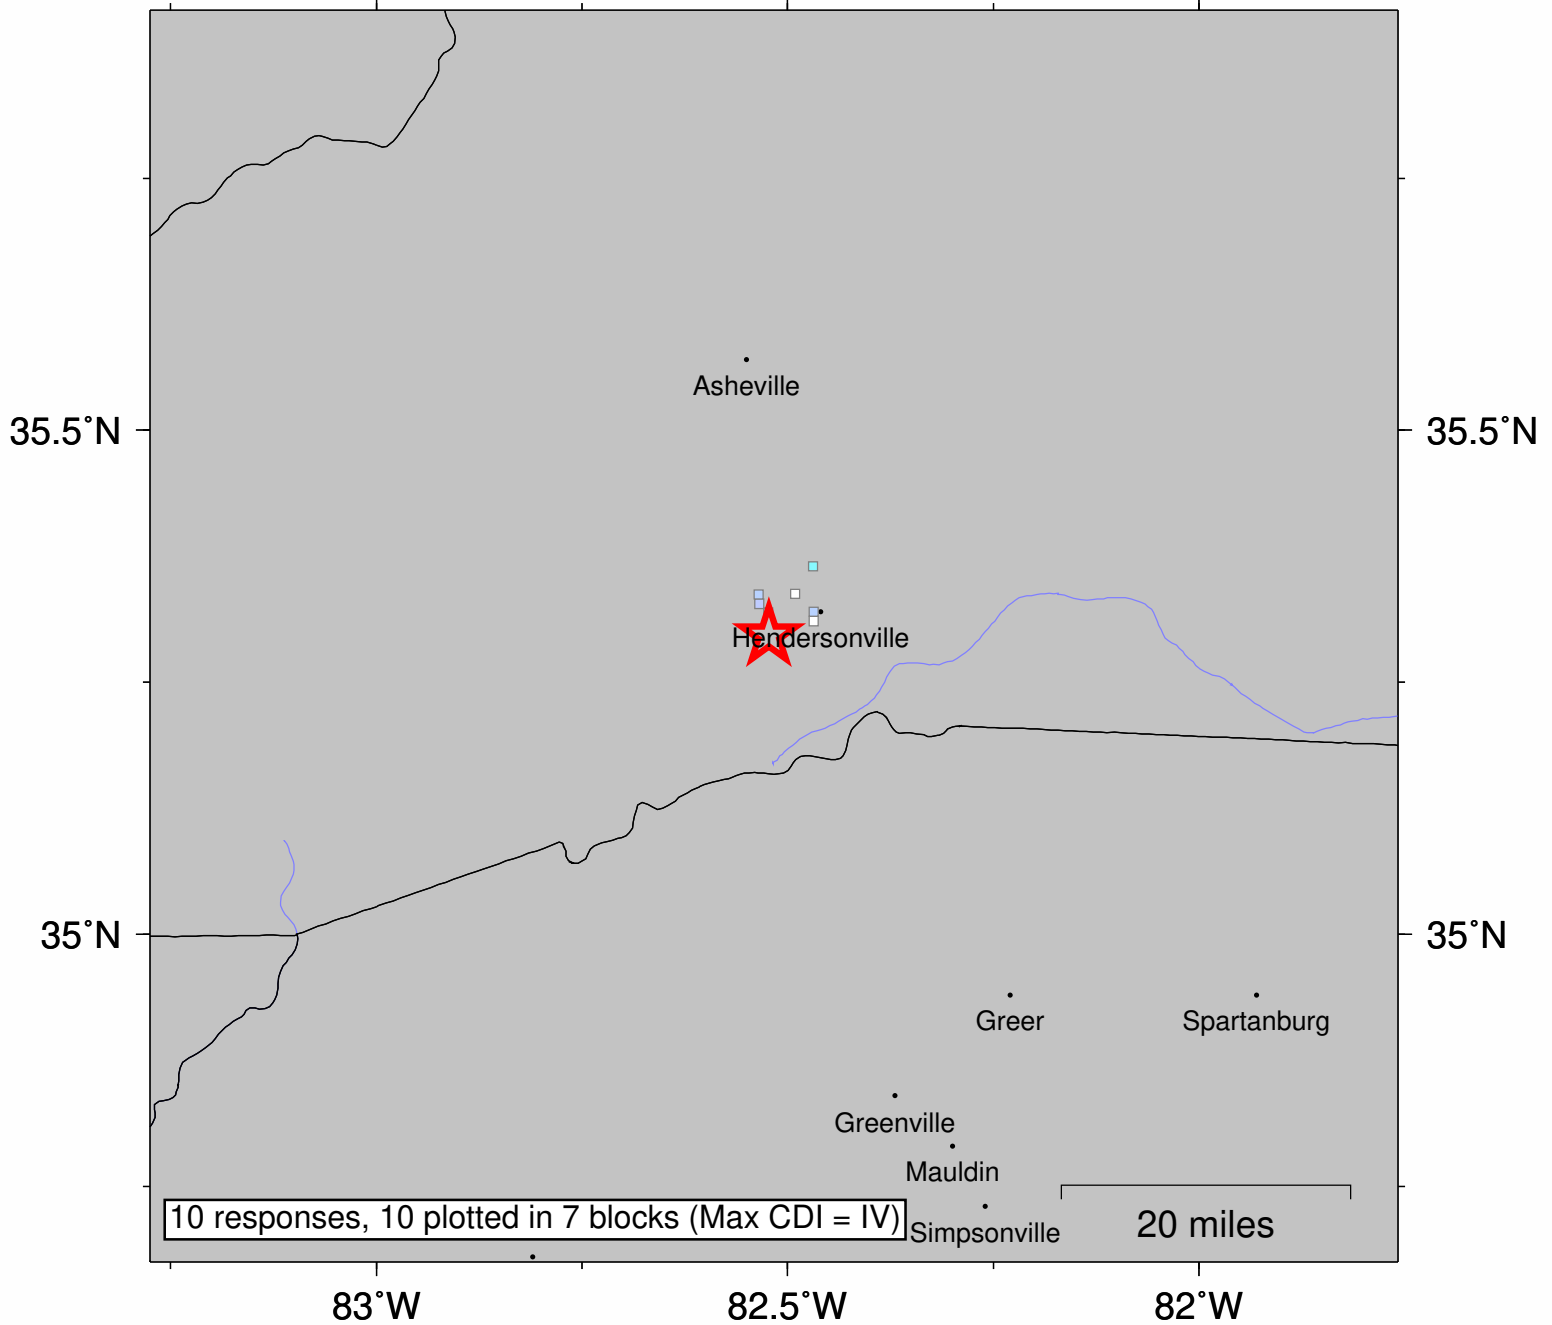 Asheville
35.5°N
35.5°N
Hendersonville
35°N
35°N
Greer
Spartanburg
Greenville
Mauldin
10 responses, 10 plotted in 7 blocks (Max CDI = IV)
Simpsonville
20 miles
83°W
82.5°W
82°W